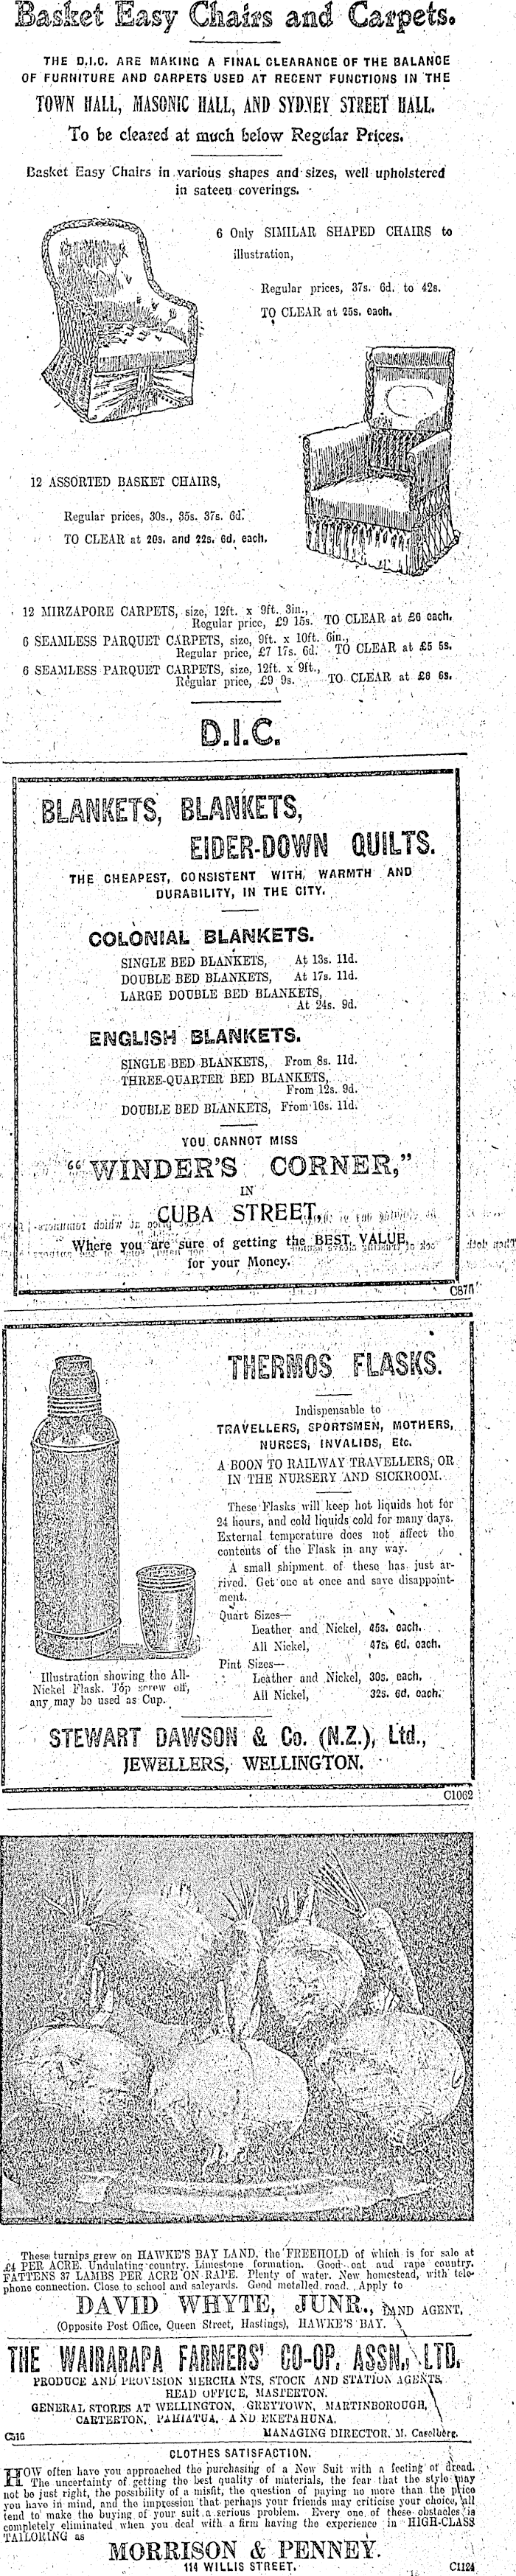 Basket Easy Chairs and Carpets.
THE D.I.C. ARE MAKING A FINAL CLEARANCE OF THE BALANCE
OF FURNITURE AND CARPETS USED AT RECENT FUNCTIONS IN THE
TOWN HALL, MASONIC HALL, AND SYDNEY STREET HALL.
To be cleared at much below Regular Prices.
Basket Easy Chairs in various shapes and sizes, well upholstered
in sateen coverings.
6 Only SIMILAR SHAPED CHAIRS to
illustration,
Regular prices, 37s. 6d. to 42s.
TO CLEAR at 25s. each.
12 ASSORTED BASKET CHAIRS,
Regular prices, 30s., 35s. 37s. 6d.
TO CLEAR at 20s. and 22s. 6d. each.
12 MIRZAPORE CARPETS, size, 12ft. x 9ft. 3in.,
Regular price, £9 15s. TO CLEAR at £6 each.
6 SEAMLESS PARQUET CARPETS, size, 9ft. x 10ft. 6in.,
Regular price, £7 17s. 6d. TO CLEAR at £5 5s.
6 SEAMLESS PARQUET CARPETS, size, 12ft. x 9ft.,
Regular price, £9 9s. TO CLEAR at £6 6s.
D.I.C.
BLANKETS, BLANKETS,
EIDER-DOWN QUILTS.
THE CHEAPEST, CONSISTENT WITH, WARMTH AND
DURABILITY, IN THE CITY.
COLONIAL BLANKETS.
SINGLE BED BLANKETS, At 13s. 11d.
DOUBLE BED BLANKETS, At 17s. 11d.
LARGE DOUBLE BED BLANKETS,
At 24s. 9d.
ENGLISH BLANKETS.
SINGLE BED BLANKETS, From 8s. 11d.
THREE-QUARTER BED BLANKETS,
From 12s. 9d.
DOUBLE BED BLANKETS, From 16s. 11d.
YOU CANNOT MISS
"WINDER'S CORNER,"
IN
CUBA STREET,
Where you are sure of getting the BEST VALUE
for your Money.
THERMOS FLASKS.
Indispensable to
TRAVELLERS, SPORTSMEN, MOTHERS,
NURSES, INVALIDS, Etc.
A BOON TO RAILWAY TRAVELLERS, OR
IN THE NURSERY AND SICKROOM.
These Flasks will keep hot liquids hot for
24 hours, and cold liquids cold for many days.
External temperature does not affect the
contents of the Flask in any way.
A small shipment of these has just ar-
rived. Get one at once and save disappoint-
ment.
Quart Sizes—
Leather and Nickel, 45s. each.
All Nickel, 47s. 6d. each.
Pint Sizes—
Leather and Nickel, 30s. each.
All Nickel, 32s. 6d. each.
Illustration showing the All-
Nickel Flask. Top screw off,
any may be used as Cup.
STEWART DAWSON & Co. (N.Z.), Ltd.,
JEWELLERS, WELLINGTON.
C1062
These turnips grew on HAWKE'S BAY LAND, the FREEHOLD of which is for sale at
£4 PER ACRE. Undulating country. Limestone formation. Good oat and rape country.
FATTENS 37 LAMBS PER ACRE ON RAPE. Plenty of water. New homestead, with tele-
phone connection. Close to school and saleyards. Good metalled road. Apply to
DAVID WHYTE, JUNR., LAND AGENT,
(Opposite Post Office, Queen Street, Hastings), HAWKE'S BAY.
THE WAIRARAPA FARMERS' CO-OP. ASSN., LTD.
PRODUCE AND PROVISION MERCHANTS, STOCK AND STATION AGENTS,
HEAD OFFICE, MASTERTON.
GENERAL STORES AT WELLINGTON, GREYTOWN, MARTINBOROUGH,
CARTERTON, PAHIATUA, AND EKETAHUNA.
C516 MANAGING DIRECTOR, M. Caselberg.
CLOTHES SATISFACTION.
HOW often have you approached the purchasing of a New Suit with a feeling of dread.
The uncertainty of getting the best quality of materials, the fear that the style may
not be just right, the possibility of a misfit, the question of paying no more than the price
you have in mind, and the impression that perhaps your friends may criticise your choice, all
tend to make the buying of your suit a serious problem. Every one of these obstacles is
completely eliminated when you deal with a firm having the experience in HIGH-CLASS
TAILORING as
MORRISON & PENNEY.
114 WILLIS STREET. C1124